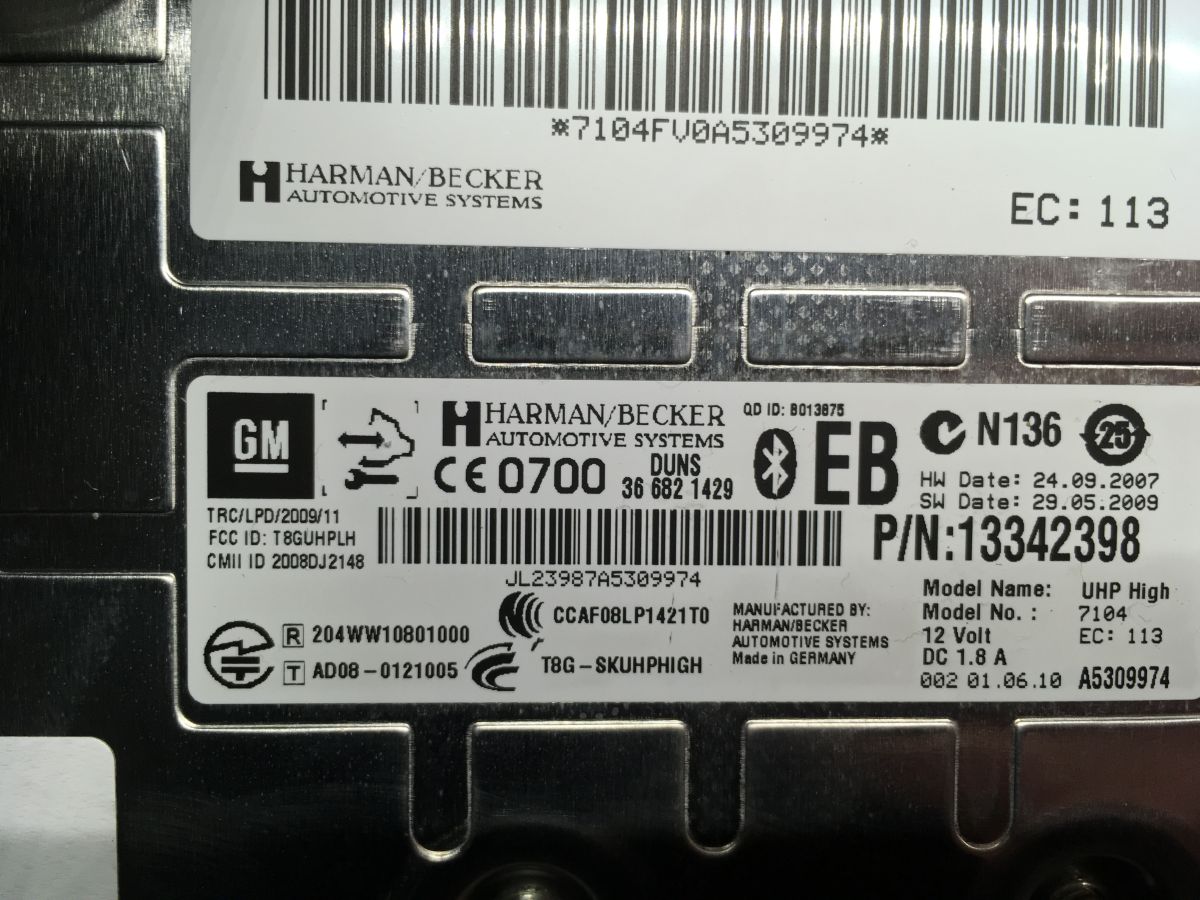 *7104FV0A5309974*
HARMAN/BECKER
AUTOMOTIVE SYSTEMS
EC: 113
GM
HARMAN/BECKER
AUTOMOTIVE SYSTEMS
CE 0700
DUNS
36 682 1429
QD ID: B013875
EB
N136
25
HW Date: 24.09.2007
SW Date: 29.05.2009
P/N:13342398
TRC/LPD/2009/11
FCC ID: T8GUHPLH
CMII ID 2008DJ2148
JL23987A5309974
R 204WW10801000
T AD08-0121005
CCAF08LP1421T0
T8G-SKUHPHIGH
MANUFACTURED BY:
HARMAN/BECKER
AUTOMOTIVE SYSTEMS
Made in GERMANY
Model Name: UHP High
Model No.: 7104
12 Volt EC: 113
DC 1.8 A
002 01.06.10 A5309974